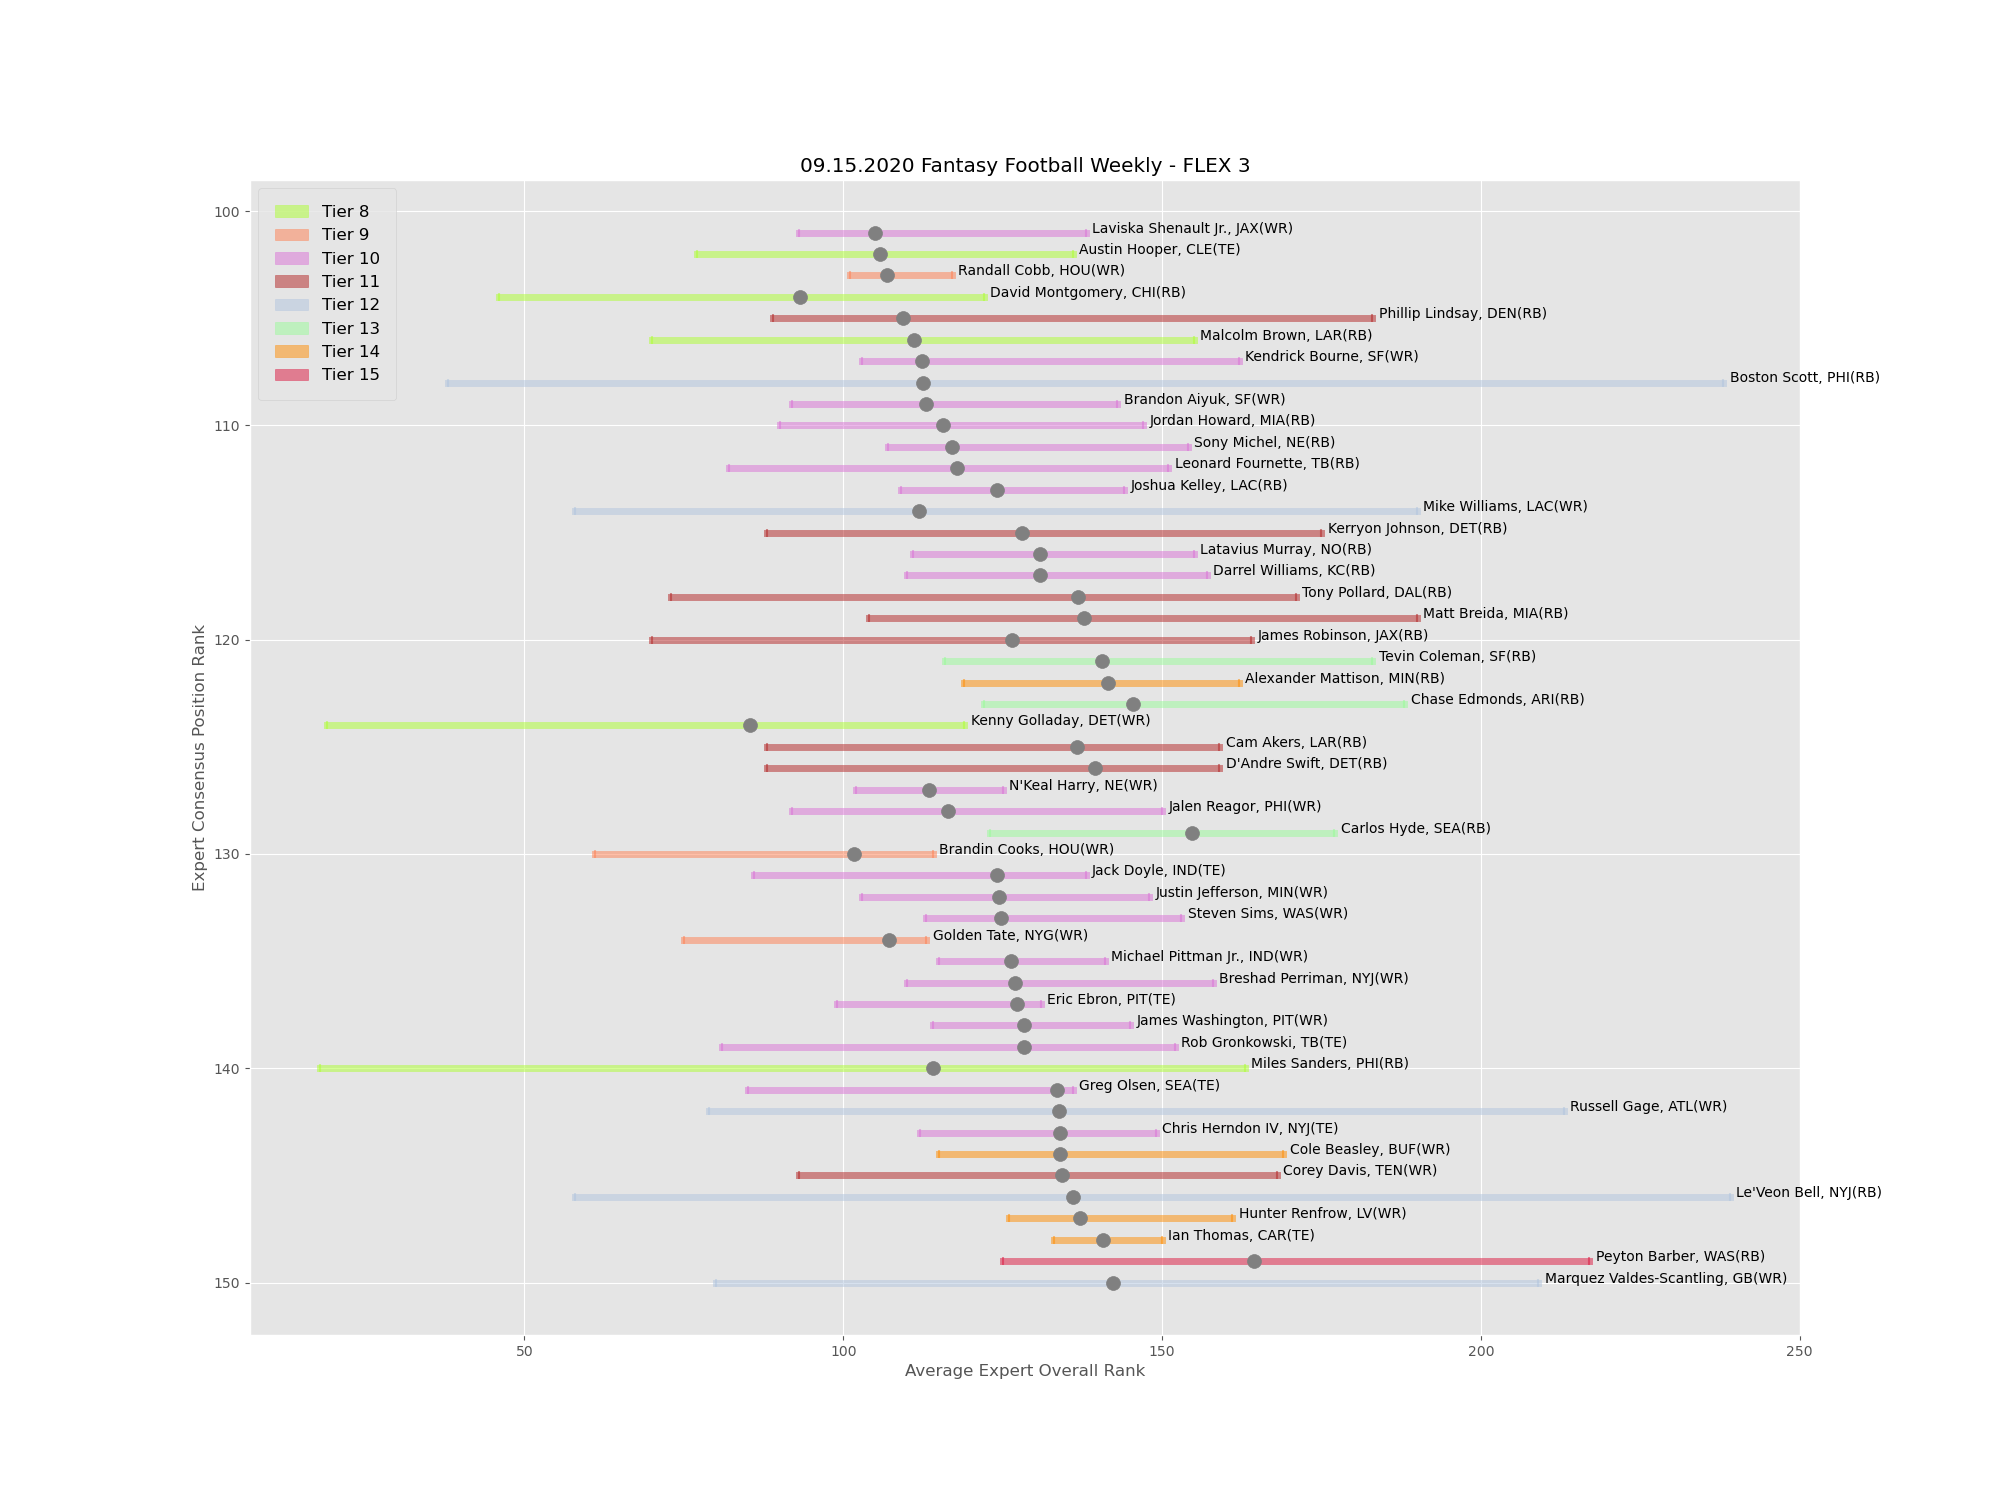 09.15.2020 Fantasy Football Weekly - FLEX 3
Tier 8
Tier 9
Tier 10
Tier 11
Tier 12
Tier 13
Tier 14
Tier 15
Expert Consensus Position Rank
100
110
120
130
140
150
Laviska Shenault Jr., JAX(WR)
Austin Hooper, CLE(TE)
Randall Cobb, HOU(WR)
David Montgomery, CHI(RB)
Phillip Lindsay, DEN(RB)
Malcolm Brown, LAR(RB)
Kendrick Bourne, SF(WR)
Boston Scott, PHI(RB)
Brandon Aiyuk, SF(WR)
Jordan Howard, MIA(RB)
Sony Michel, NE(RB)
Leonard Fournette, TB(RB)
Joshua Kelley, LAC(RB)
Mike Williams, LAC(WR)
Kerryon Johnson, DET(RB)
Latavius Murray, NO(RB)
Darrel Williams, KC(RB)
Tony Pollard, DAL(RB)
Matt Breida, MIA(RB)
James Robinson, JAX(RB)
Tevin Coleman, SF(RB)
Alexander Mattison, MIN(RB)
Chase Edmonds, ARI(RB)
Kenny Golladay, DET(WR)
Cam Akers, LAR(RB)
D'Andre Swift, DET(RB)
N'Keal Harry, NE(WR)
Jalen Reagor, PHI(WR)
Carlos Hyde, SEA(RB)
Brandin Cooks, HOU(WR)
Jack Doyle, IND(TE)
Justin Jefferson, MIN(WR)
Steven Sims, WAS(WR)
Golden Tate, NYG(WR)
Michael Pittman Jr., IND(WR)
Breshad Perriman, NYJ(WR)
Eric Ebron, PIT(TE)
James Washington, PIT(WR)
Rob Gronkowski, TB(TE)
Miles Sanders, PHI(RB)
Greg Olsen, SEA(TE)
Russell Gage, ATL(WR)
Chris Herndon IV, NYJ(TE)
Cole Beasley, BUF(WR)
Corey Davis, TEN(WR)
Le'Veon Bell, NYJ(RB)
Hunter Renfrow, LV(WR)
Ian Thomas, CAR(TE)
Peyton Barber, WAS(RB)
Marquez Valdes-Scantling, GB(WR)
50 100 150 200 250
Average Expert Overall Rank